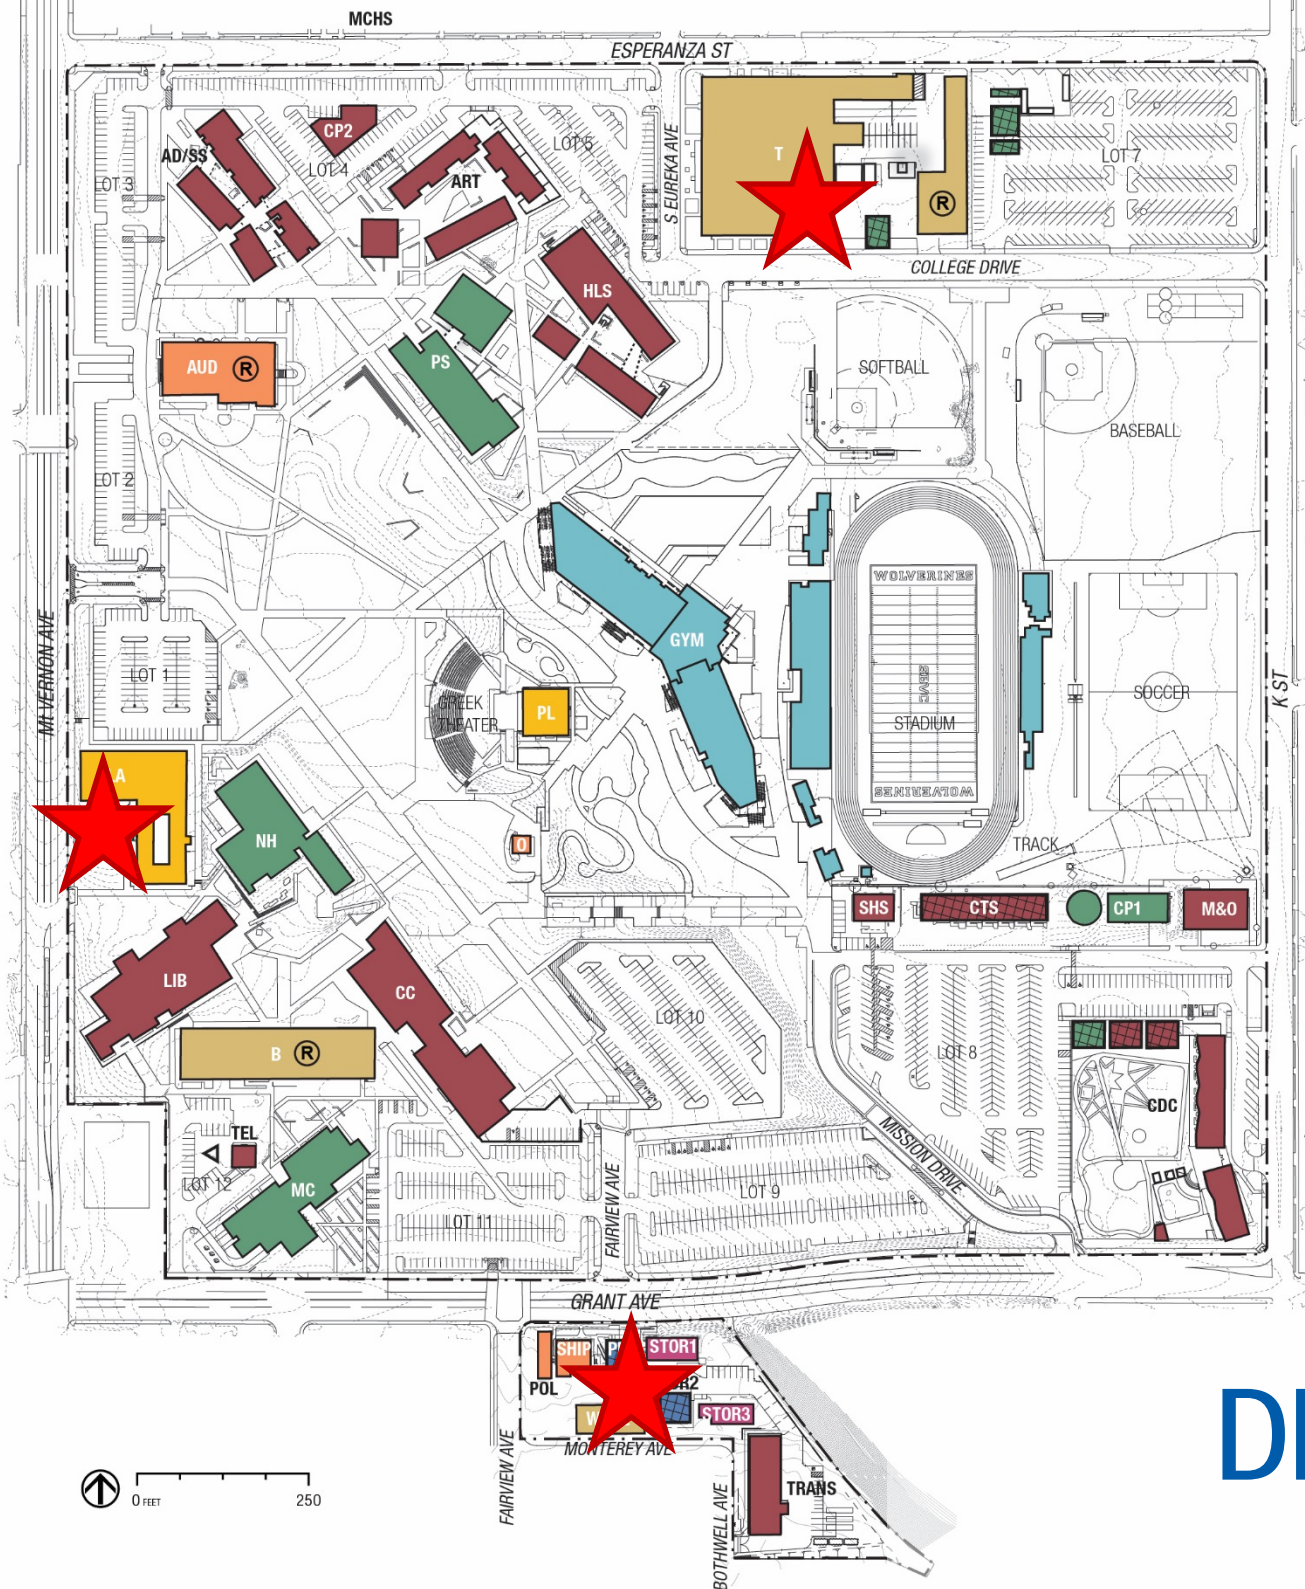 MCHS
ESPERANZA ST
CP2
LOT 5
AD/SS
LOT 4
LOT 3
ART
S EUREKA AVE
T
LOT 7
R
COLLEGE DRIVE
HLS
PS
AUD R
SOFTBALL
BASEBALL
LOT 2
WOLVERINES
GYM
Mt VERNON AVE
LOT 1
GREEK
THEATER
PL
SBVC
STADIUM
SOCCER
K ST
A
WOLVERINES
NH
O
TRACK
SHS
CTS
CP1
M&O
LIB
CC
LOT 10
B R
LOT 8
CDC
TEL
MISSION DRIVE
LOT 12
MC
LOT 11
FAIRVIEW AVE
LOT 9
GRANT AVE
SHIP
STOR1
POL
R2
STOR3
MONTEREY AVE
FAIRVIEW AVE
BOTHWELL AVE
TRANS
0 FEET
250